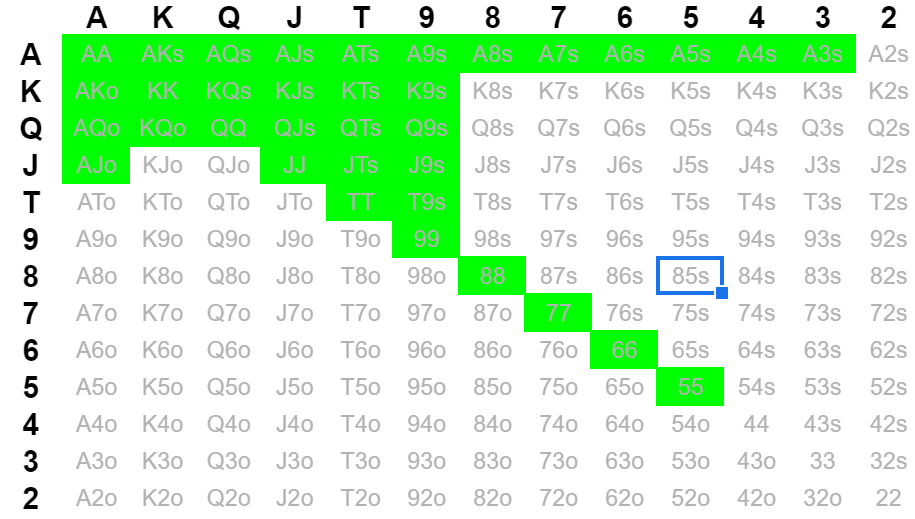 A K Q J T 9 8 7 6 5 4 3 2
A AA AKs AQs AJs ATs A9s A8s A7s A6s A5s A4s A3s A2s
K AKo KK KQs KJs KTs K9s K8s K7s K6s K5s K4s K3s K2s
Q AQo KQo QQ QJs QTs Q9s Q8s Q7s Q6s Q5s Q4s Q3s Q2s
J AJo KJo QJo JJ JTs J9s J8s J7s J6s J5s J4s J3s J2s
T ATo KTo QTo JTo TT T9s T8s T7s T6s T5s T4s T3s T2s
9 A9o K9o Q9o J9o T9o 99 98s 97s 96s 95s 94s 93s 92s
8 A8o K8o Q8o J8o T8o 98o 88 87s 86s 85s 84s 83s 82s
7 A7o K7o Q7o J7o T7o 97o 87o 77 76s 75s 74s 73s 72s
6 A6o K6o Q6o J6o T6o 96o 86o 76o 66 65s 64s 63s 62s
5 A5o K5o Q5o J5o T5o 95o 85o 75o 65o 55 54s 53s 52s
4 A4o K4o Q4o J4o T4o 94o 84o 74o 64o 54o 44 43s 42s
3 A3o K3o Q3o J3o T3o 93o 83o 73o 63o 53o 43o 33 32s
2 A2o K2o Q2o J2o T2o 92o 82o 72o 62o 52o 42o 32o 22